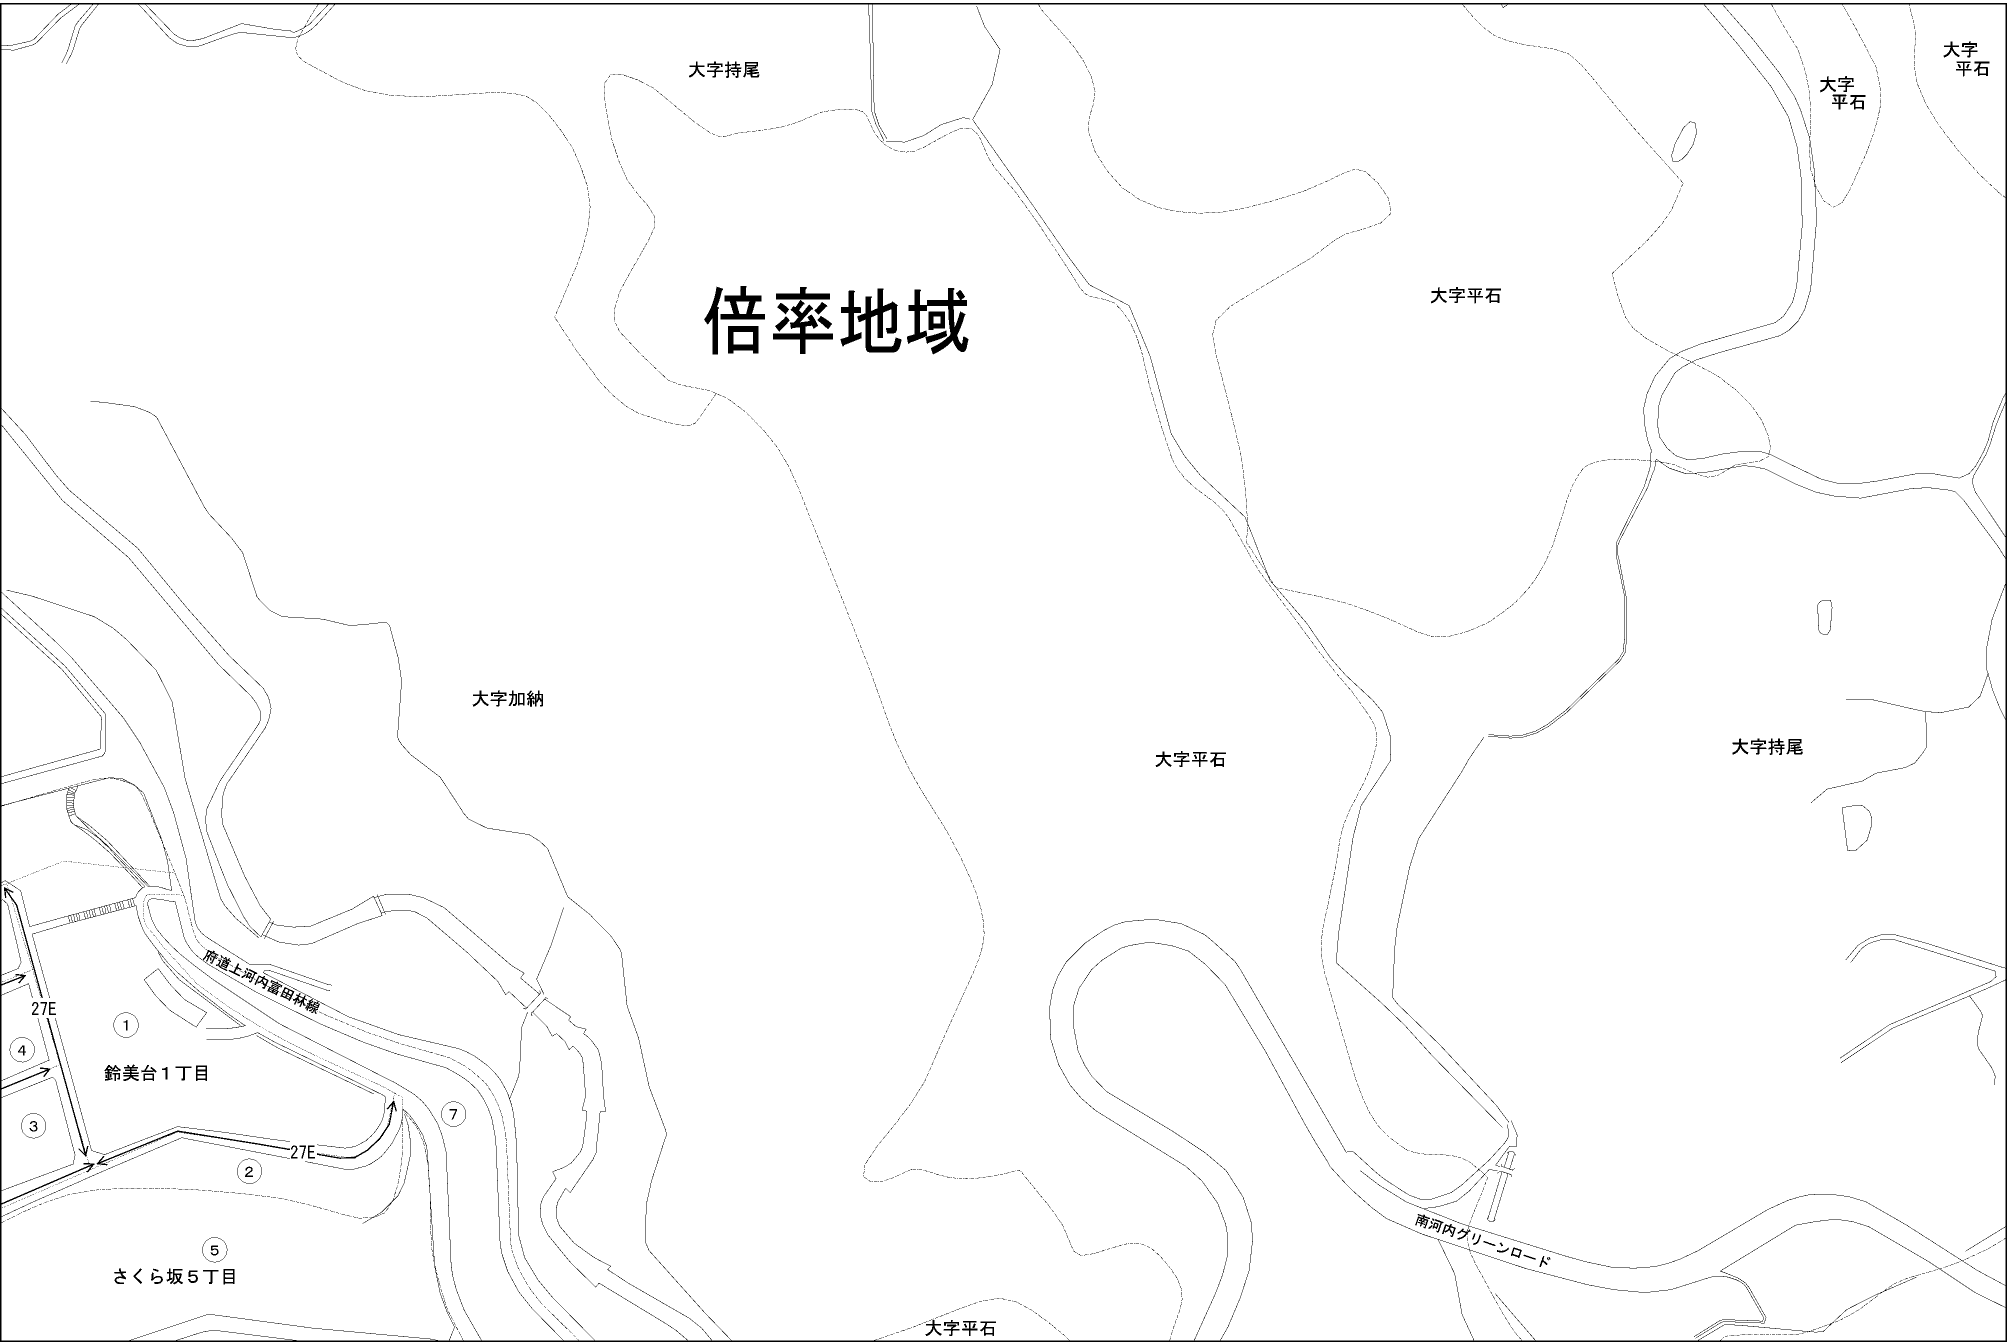 大字持尾
大字
平石
大字
平石
倍率地域
大字平石
大字加納
大字平石
大字持尾
府道上河内富田林線
27E
①
④
鈴美台１丁目
③
⑦
27E
②
⑤
さくら坂５丁目
南河内グリーンロード
大字平石